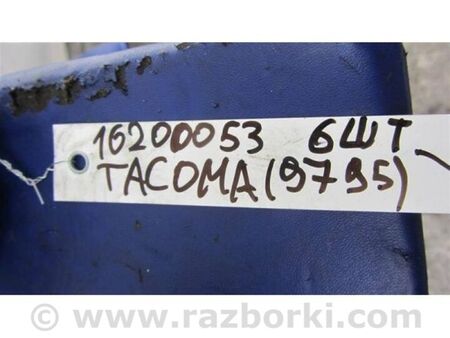 16200053 6ШТ
TACOMA (9795)
© www.razborki.com